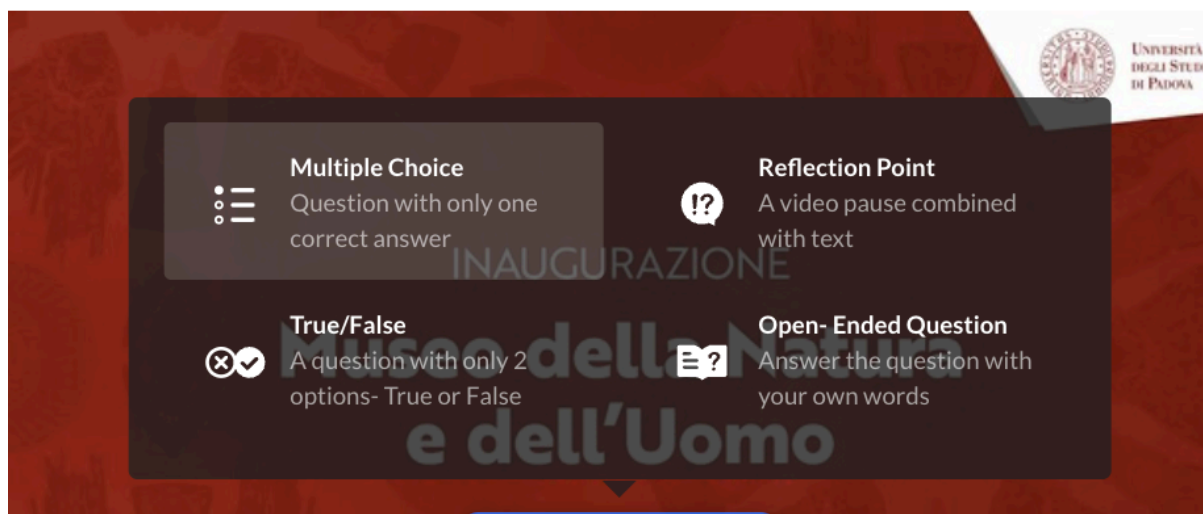 UNIVERSITÀ
DEGLI STUD
DI PADOVA
Multiple Choice
Question with only one
correct answer
Reflection Point
A video pause combined
with text
INAUGURAZIONE
True/False
A question with only 2
options- True or False
Open- Ended Question
Answer the question with
your own words
Museo della Natura
e dell'Uomo